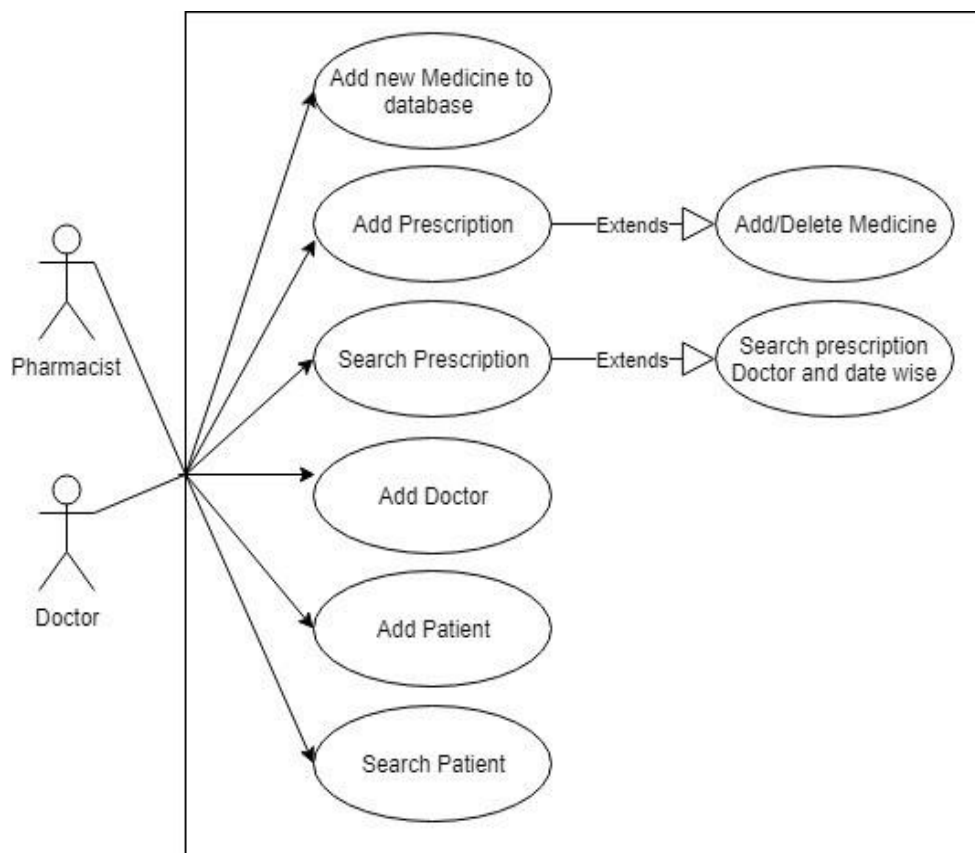 Add new Medicine to
database
Add Prescription
Extends
Add/Delete Medicine
Pharmacist
Search Prescription
Extends
Search prescription
Doctor and date wise
Add Doctor
Doctor
Add Patient
Search Patient